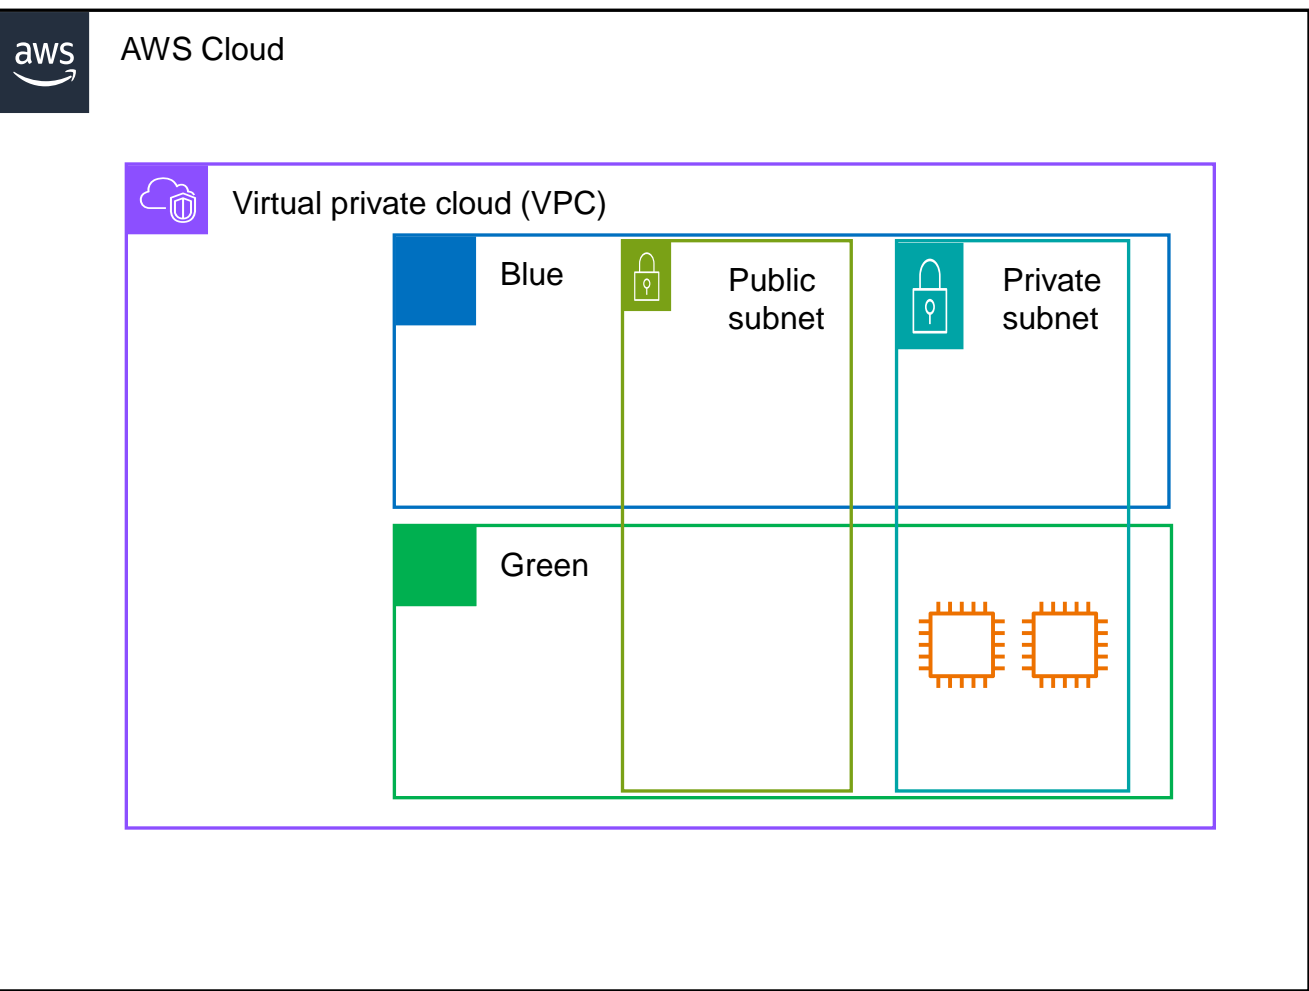 aws
AWS Cloud
Virtual private cloud (VPC)
Blue
Public
subnet
Private
subnet
Green